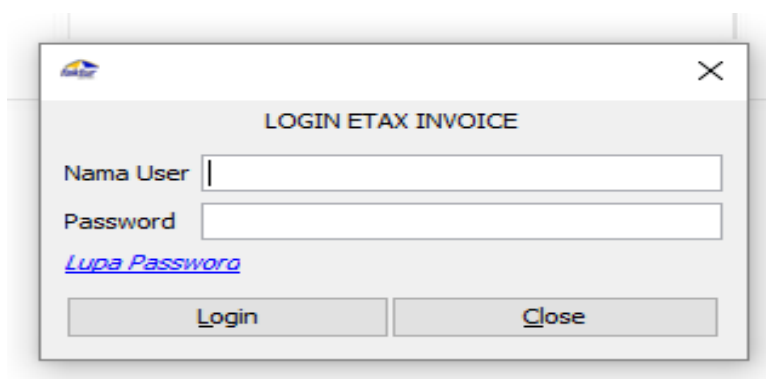 LOGIN ETAX INVOICE
Nama User
Password
Lupa Password
Login
Close